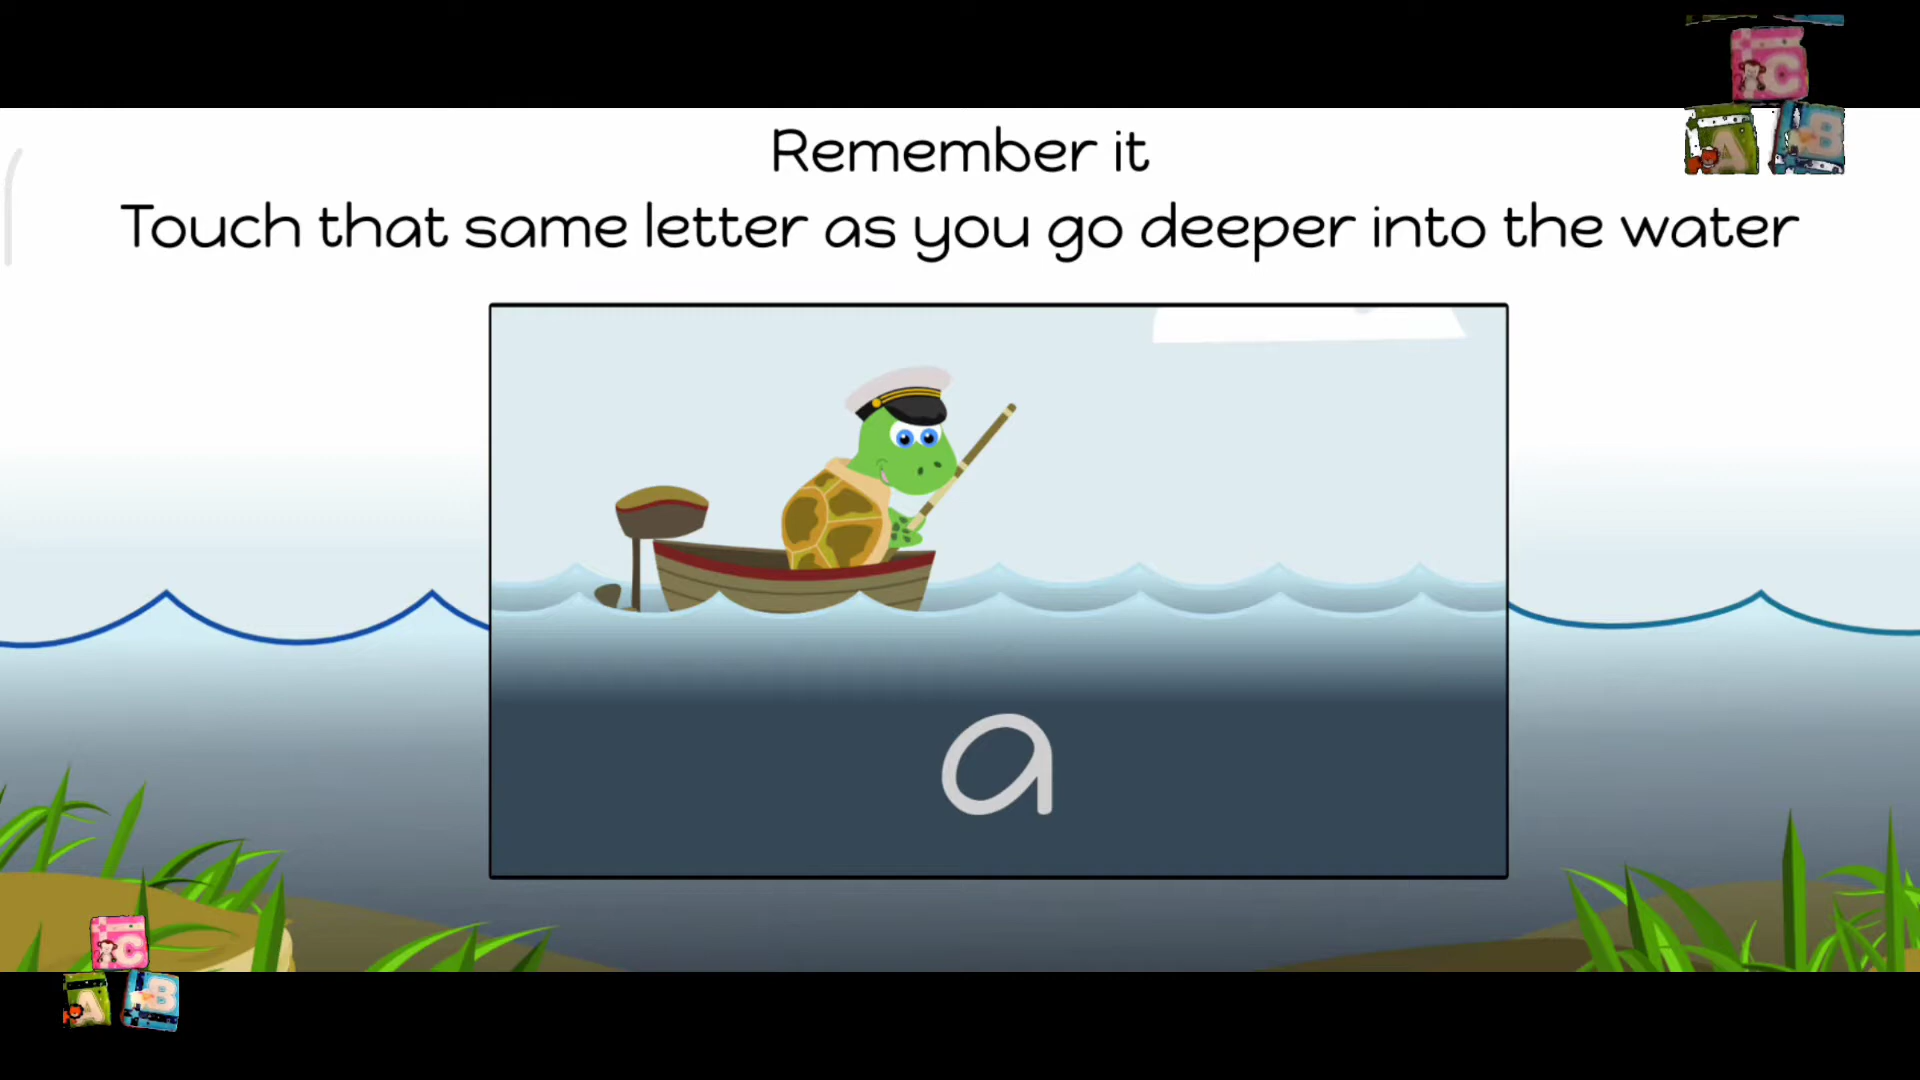 C
A B
Remember it
Touch that same letter as you go deeper into the water
a
C
A B